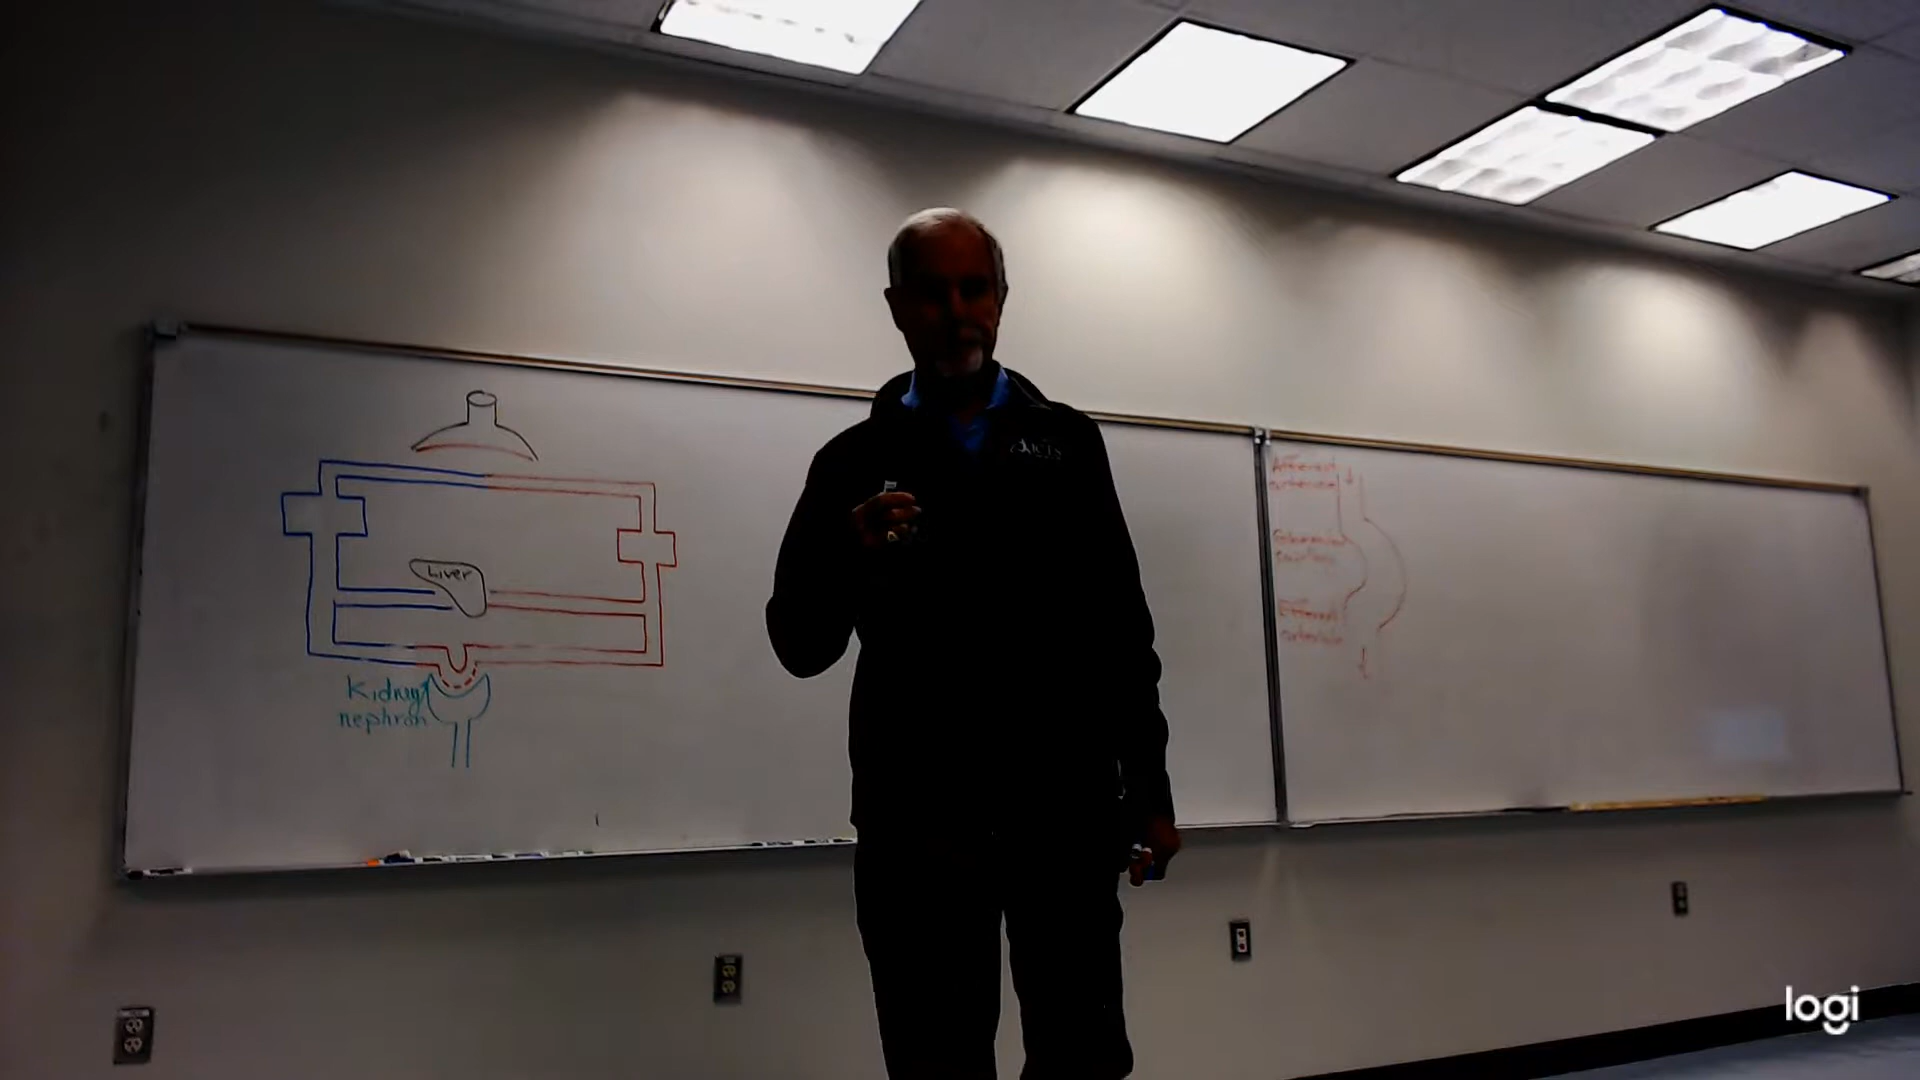 Liver
Kidney
nephron
Afferent
arteriole
Glomerular
capillary
Efferent
arteriole
logi